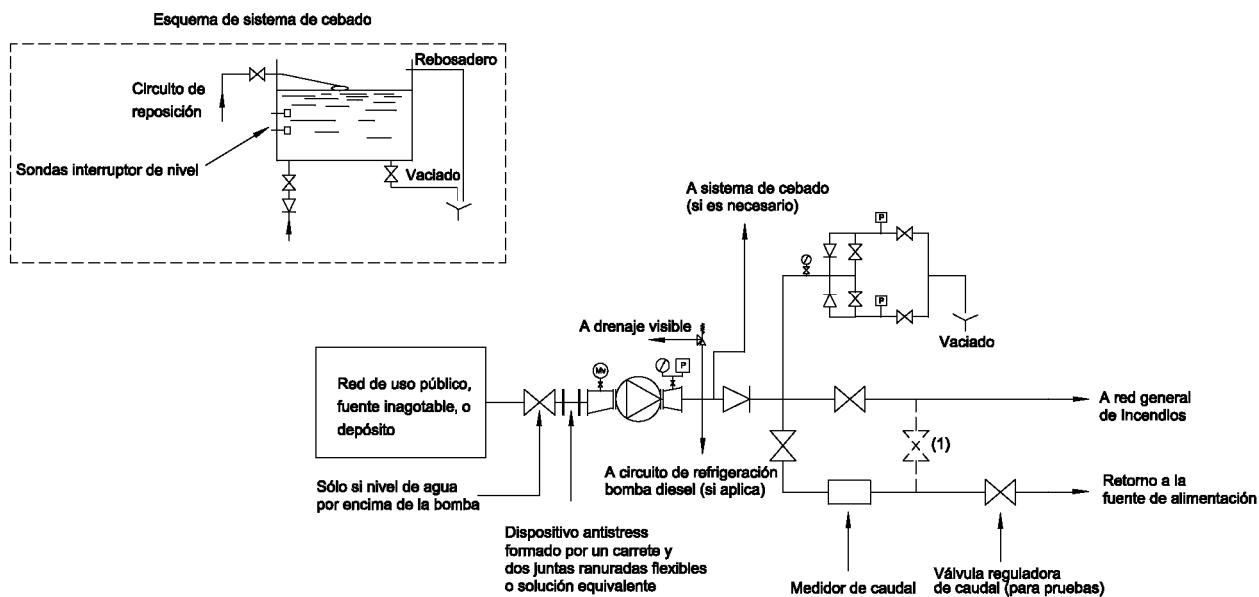 Esquema de sistema de cebado
Rebosadero
Circuito de
reposición
Sondas interruptor de nivel
Vaciado
A sistema de cebado
(si es necesario)
P
P
Vaciado
A drenaje visible
Mv
P
Red de uso público,
fuente inagotable, o
depósito
A red general
de Incendios
(1)
Sólo si nivel de agua
por encima de la bomba
A circuito de refrigeración
bomba diesel (si aplica)
Retorno a la
fuente de alimentación
Dispositivo antistress
formado por un carrete y
dos juntas ranuradas flexibles
o solución equivalente
Medidor de caudal
Válvula reguladora
de caudal (para pruebas)